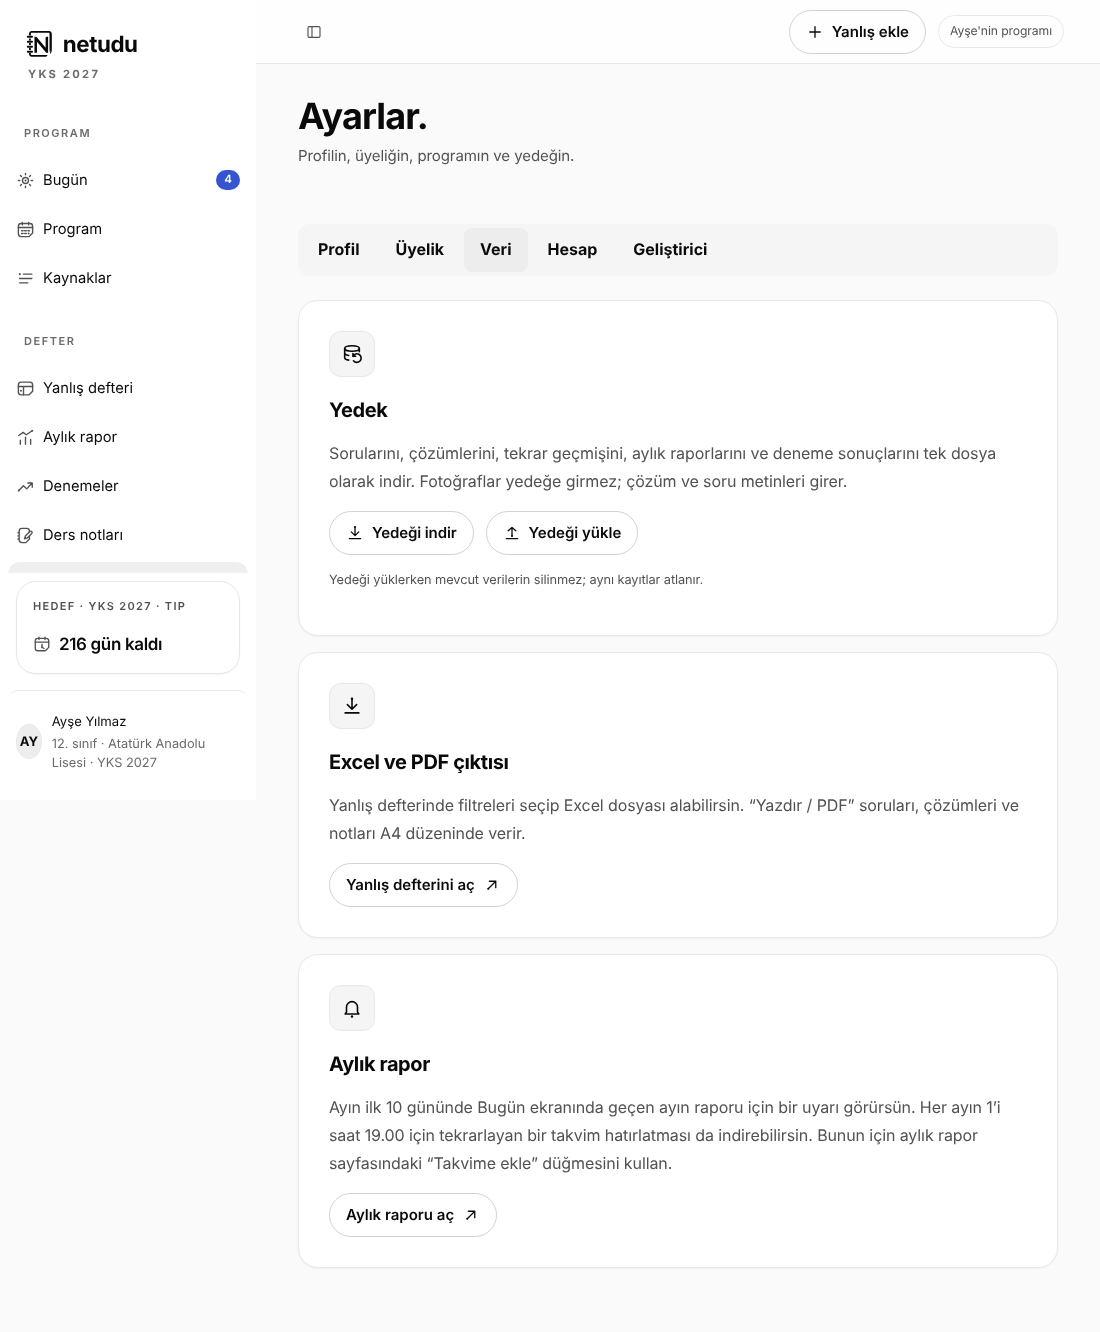 netudu
YKS 2027
PROGRAM
Bugün
4
Program
Kaynaklar
DEFTER
Yanlış defteri
Aylık rapor
Denemeler
Ders notları
HEDEF · YKS 2027 · TIP
216 gün kaldı
AY
Ayşe Yılmaz
12. sınıf · Atatürk Anadolu
Lisesi · YKS 2027
Yanlış ekle
Ayşe'nin programı
Ayarlar.
Profilin, üyeliğin, programın ve yedeğin.
Profil
Üyelik
Veri
Hesap
Geliştirici
Yedek
Sorularını, çözümlerini, tekrar geçmişini, aylık raporlarını ve deneme sonuçlarını tek dosya
olarak indir. Fotoğraflar yedeğe girmez; çözüm ve soru metinleri girer.
Yedeği indir
Yedeği yükle
Yedeği yüklerken mevcut verilerin silinmez; aynı kayıtlar atlanır.
Excel ve PDF çıktısı
Yanlış defterinde filtreleri seçip Excel dosyası alabilirsin. “Yazdır / PDF” soruları, çözümleri ve
notları A4 düzeninde verir.
Yanlış defterini aç
Aylık rapor
Ayın ilk 10 gününde Bugün ekranında geçen ayın raporu için bir uyarı görürsün. Her ayın 1’i
saat 19.00 için tekrarlayan bir takvim hatırlatması da indirebilirsin. Bunun için aylık rapor
sayfasındaki “Takvime ekle” düğmesini kullan.
Aylık raporu aç